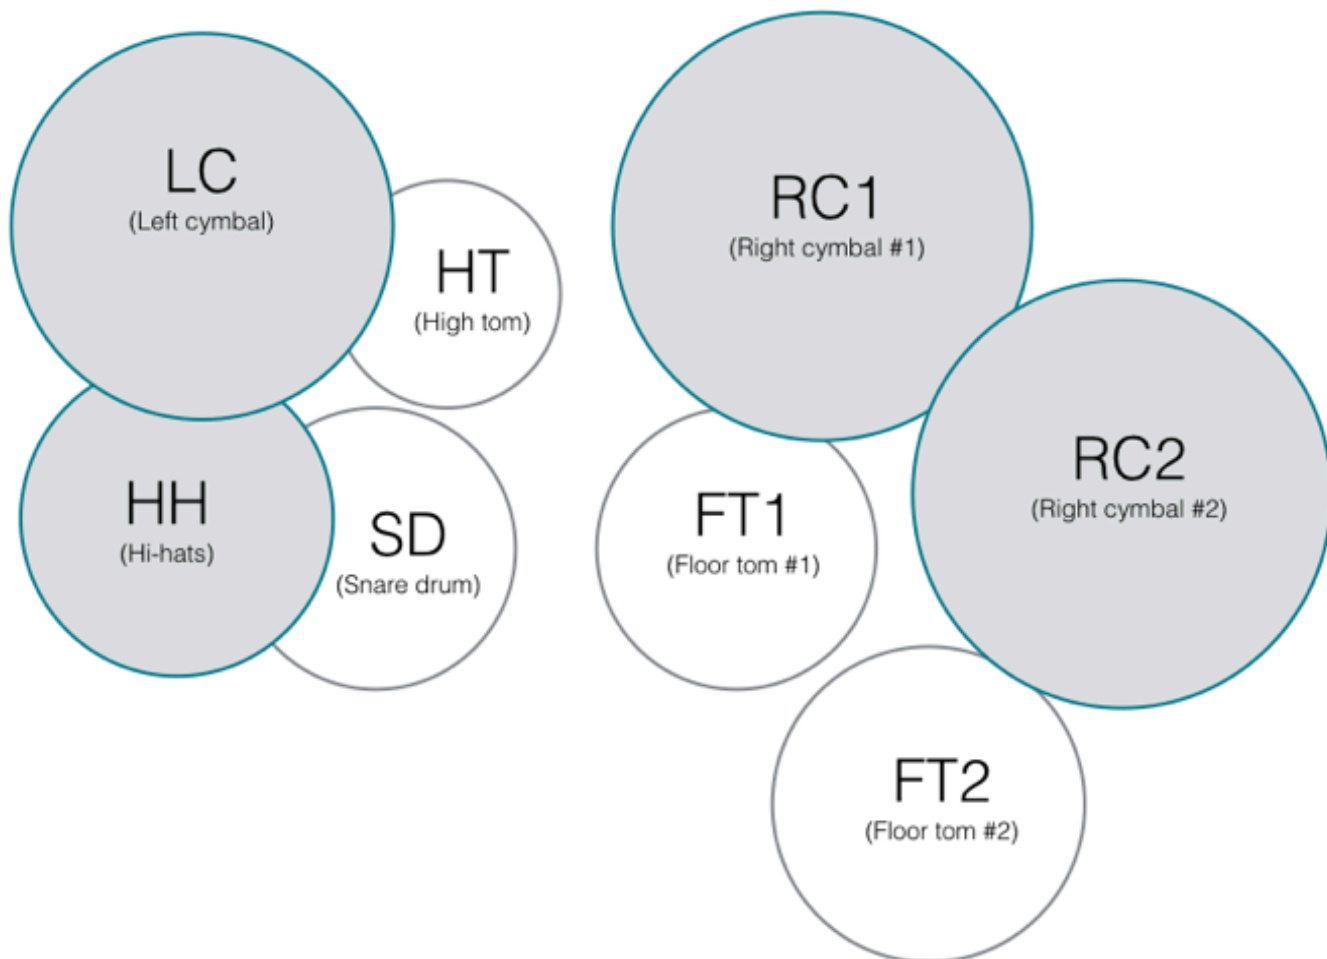 LC
(Left cymbal)
RC1
(Right cymbal #1)
HT
(High tom)
RC2
(Right cymbal #2)
HH
(Hi-hats)
SD
(Snare drum)
FT1
(Floor tom #1)
FT2
(Floor tom #2)